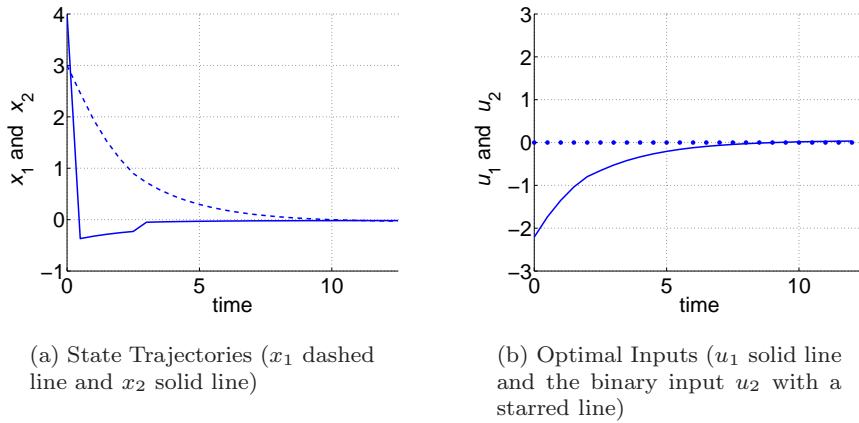 4
3
2
1
0
−1
0
5
10
x1 and x2
time
3
2
1
0
−1
−2
−3
0
5
10
u1 and u2
time
(a) State Trajectories (x1 dashed
line and x2 solid line)
(b) Optimal Inputs (u1 solid line
and the binary input u2 with a
starred line)